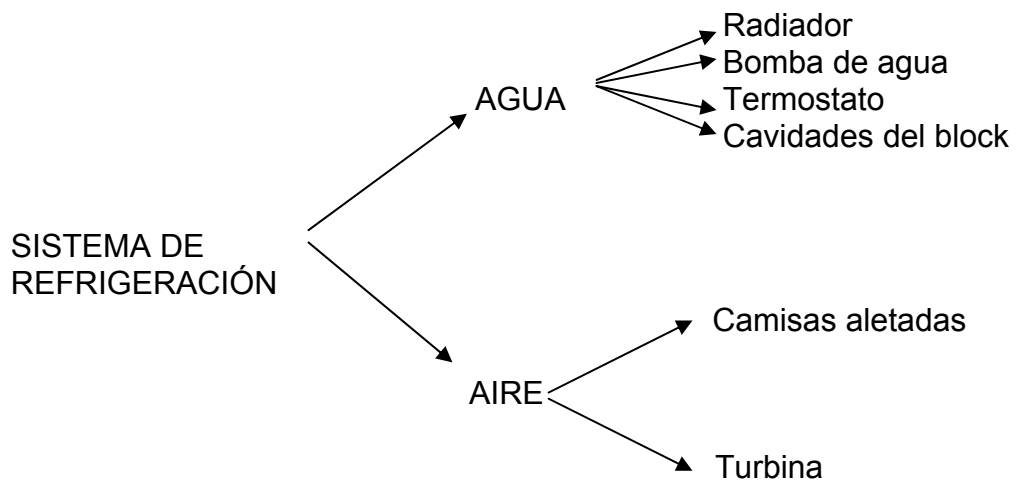 Radiador
Bomba de agua
AGUA
Termostato
Cavidades del block
SISTEMA DE
REFRIGERACIÓN
Camisas aletadas
AIRE
Turbina